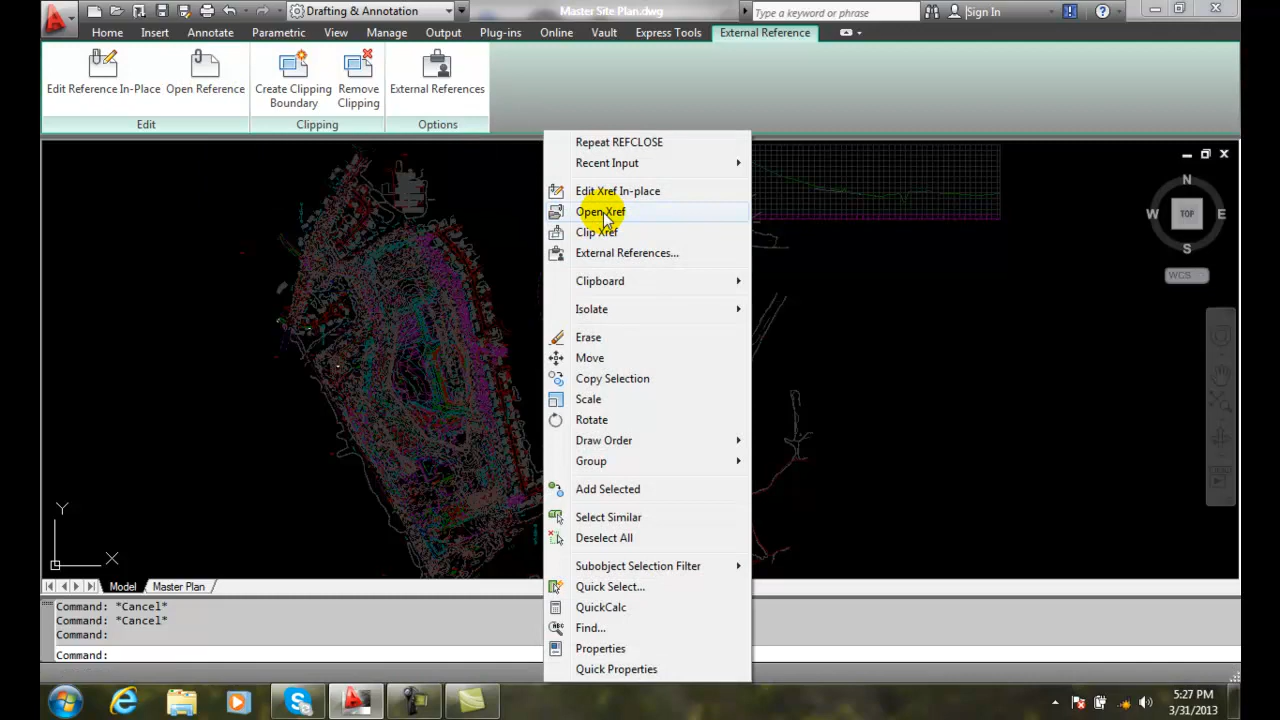 Drafting & Annotation
Master Site Plan.dwg
Type a keyword or phrase
Sign In
Home Insert Annotate Parametric View Manage Output Plug-ins Online Vault Express Tools External Reference
Edit Reference In-Place Open Reference Create Clipping Boundary Remove Clipping External References
Edit Clipping Options
Repeat REFCLOSE
Recent Input
Edit Xref In-place
Open Xref
Clip Xref
External References...
Clipboard
Isolate
Erase
Move
Copy Selection
Scale
Rotate
Draw Order
Group
Add Selected
Select Similar
Deselect All
Subobject Selection Filter
Quick Select...
QuickCalc
Find...
Properties
Quick Properties
N
W TOP E
S
WCS
Y
X
Model Master Plan
Command: *Cancel*
Command: *Cancel*
Command:
Command:
5:27 PM
3/31/2013